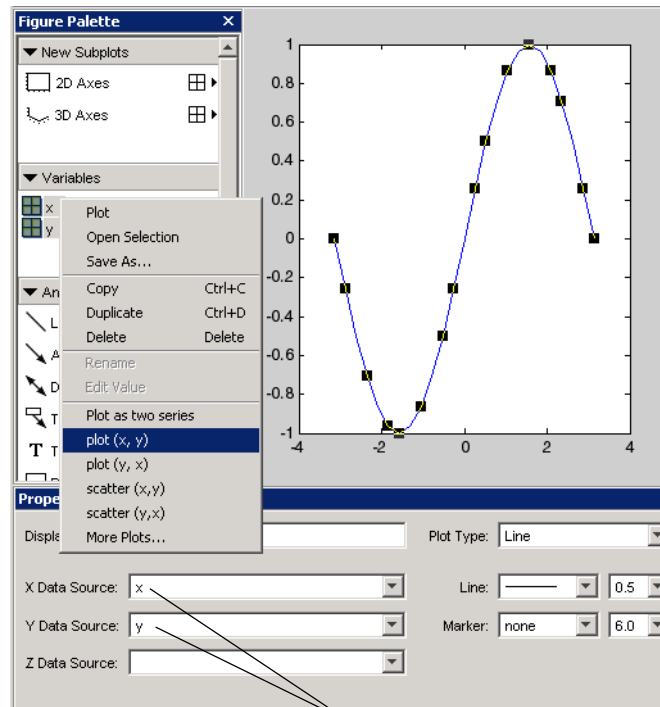 Figure Palette
New Subplots
2D Axes
3D Axes
Variables
x
y
Plot
Open Selection
Save As...
Copy Ctrl+C
Duplicate Ctrl+D
Delete Delete
Rename
Edit Value
Plot as two series
plot (x, y)
plot (y, x)
scatter (x,y)
scatter (y,x)
More Plots...
An
L
A
D
T
T T
1
0.8
0.6
0.4
0.2
0
-0.2
-0.4
-0.6
-0.8
-1
-4 -2 0 2 4
Prope
Displa
Plot Type: Line
X Data Source: x
Line: 0.5
Y Data Source: y
Marker: none 6.0
Z Data Source: